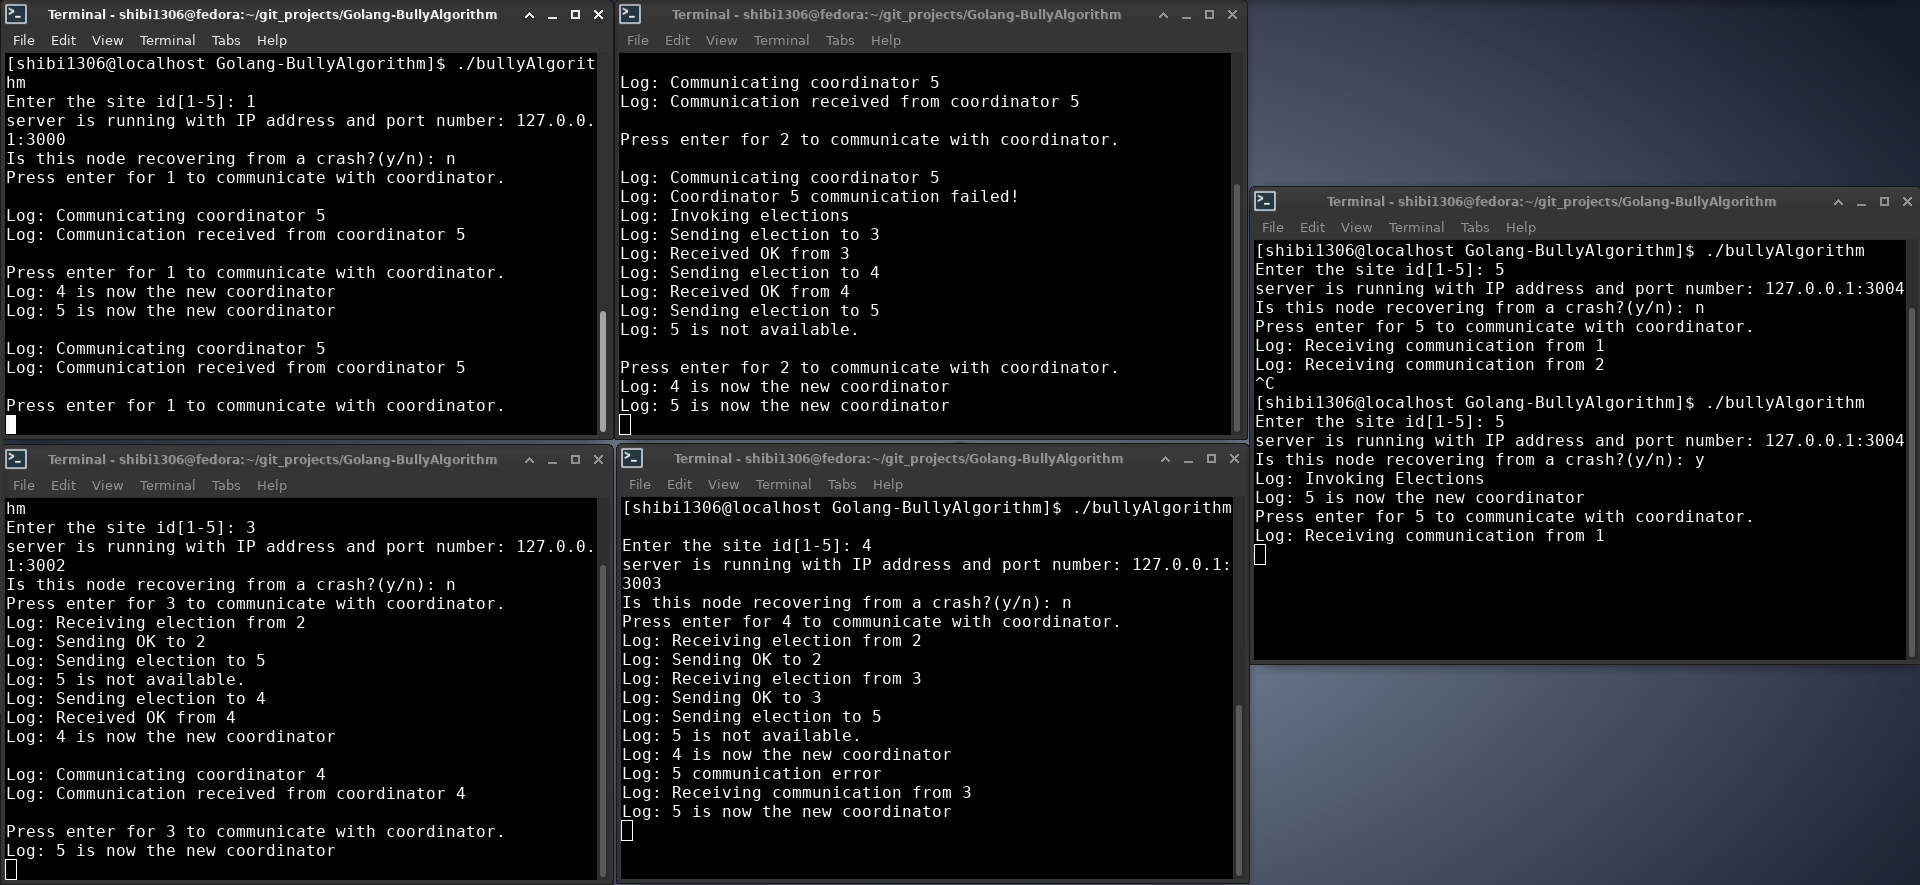 Terminal - shibi1306@fedora:~/git_projects/Golang-BullyAlgorithm
File Edit View Terminal Tabs Help
[shibi1306@localhost Golang-BullyAlgorithm]$ ./bullyAlgorit
hm
Enter the site id[1-5]: 1
server is running with IP address and port number: 127.0.0.
1:3000
Is this node recovering from a crash?(y/n): n
Press enter for 1 to communicate with coordinator.
Log: Communicating coordinator 5
Log: Communication received from coordinator 5
Press enter for 1 to communicate with coordinator.
Log: 4 is now the new coordinator
Log: 5 is now the new coordinator
Log: Communicating coordinator 5
Log: Communication received from coordinator 5
Press enter for 1 to communicate with coordinator.
Terminal - shibi1306@fedora:~/git_projects/Golang-BullyAlgorithm
File Edit View Terminal Tabs Help
Log: Communicating coordinator 5
Log: Communication received from coordinator 5
Press enter for 2 to communicate with coordinator.
Log: Communicating coordinator 5
Log: Coordinator 5 communication failed!
Log: Invoking elections
Log: Sending election to 3
Log: Received OK from 3
Log: Sending election to 4
Log: Received OK from 4
Log: Sending election to 5
Log: 5 is not available.
Press enter for 2 to communicate with coordinator.
Log: 4 is now the new coordinator
Log: 5 is now the new coordinator
Terminal - shibi1306@fedora:~/git_projects/Golang-BullyAlgorithm
File Edit View Terminal Tabs Help
[shibi1306@localhost Golang-BullyAlgorithm]$ ./bullyAlgorithm
Enter the site id[1-5]: 5
server is running with IP address and port number: 127.0.0.1:3004
Is this node recovering from a crash?(y/n): n
Press enter for 5 to communicate with coordinator.
Log: Receiving communication from 1
Log: Receiving communication from 2
^C
[shibi1306@localhost Golang-BullyAlgorithm]$ ./bullyAlgorithm
Enter the site id[1-5]: 5
server is running with IP address and port number: 127.0.0.1:3004
Is this node recovering from a crash?(y/n): y
Log: Invoking Elections
Log: 5 is now the new coordinator
Press enter for 5 to communicate with coordinator.
Log: Receiving communication from 1
Terminal - shibi1306@fedora:~/git_projects/Golang-BullyAlgorithm
File Edit View Terminal Tabs Help
hm
Enter the site id[1-5]: 3
server is running with IP address and port number: 127.0.0.
1:3002
Is this node recovering from a crash?(y/n): n
Press enter for 3 to communicate with coordinator.
Log: Receiving election from 2
Log: Sending OK to 2
Log: Sending election to 5
Log: 5 is not available.
Log: Sending election to 4
Log: Received OK from 4
Log: 4 is now the new coordinator
Log: Communicating coordinator 4
Log: Communication received from coordinator 4
Press enter for 3 to communicate with coordinator.
Log: 5 is now the new coordinator
Terminal - shibi1306@fedora:~/git_projects/Golang-BullyAlgorithm
File Edit View Terminal Tabs Help
[shibi1306@localhost Golang-BullyAlgorithm]$ ./bullyAlgorithm
Enter the site id[1-5]: 4
server is running with IP address and port number: 127.0.0.1:
3003
Is this node recovering from a crash?(y/n): n
Press enter for 4 to communicate with coordinator.
Log: Receiving election from 2
Log: Sending OK to 2
Log: Receiving election from 3
Log: Sending OK to 3
Log: Sending election to 5
Log: 5 is not available.
Log: 4 is now the new coordinator
Log: 5 communication error
Log: Receiving communication from 3
Log: 5 is now the new coordinator